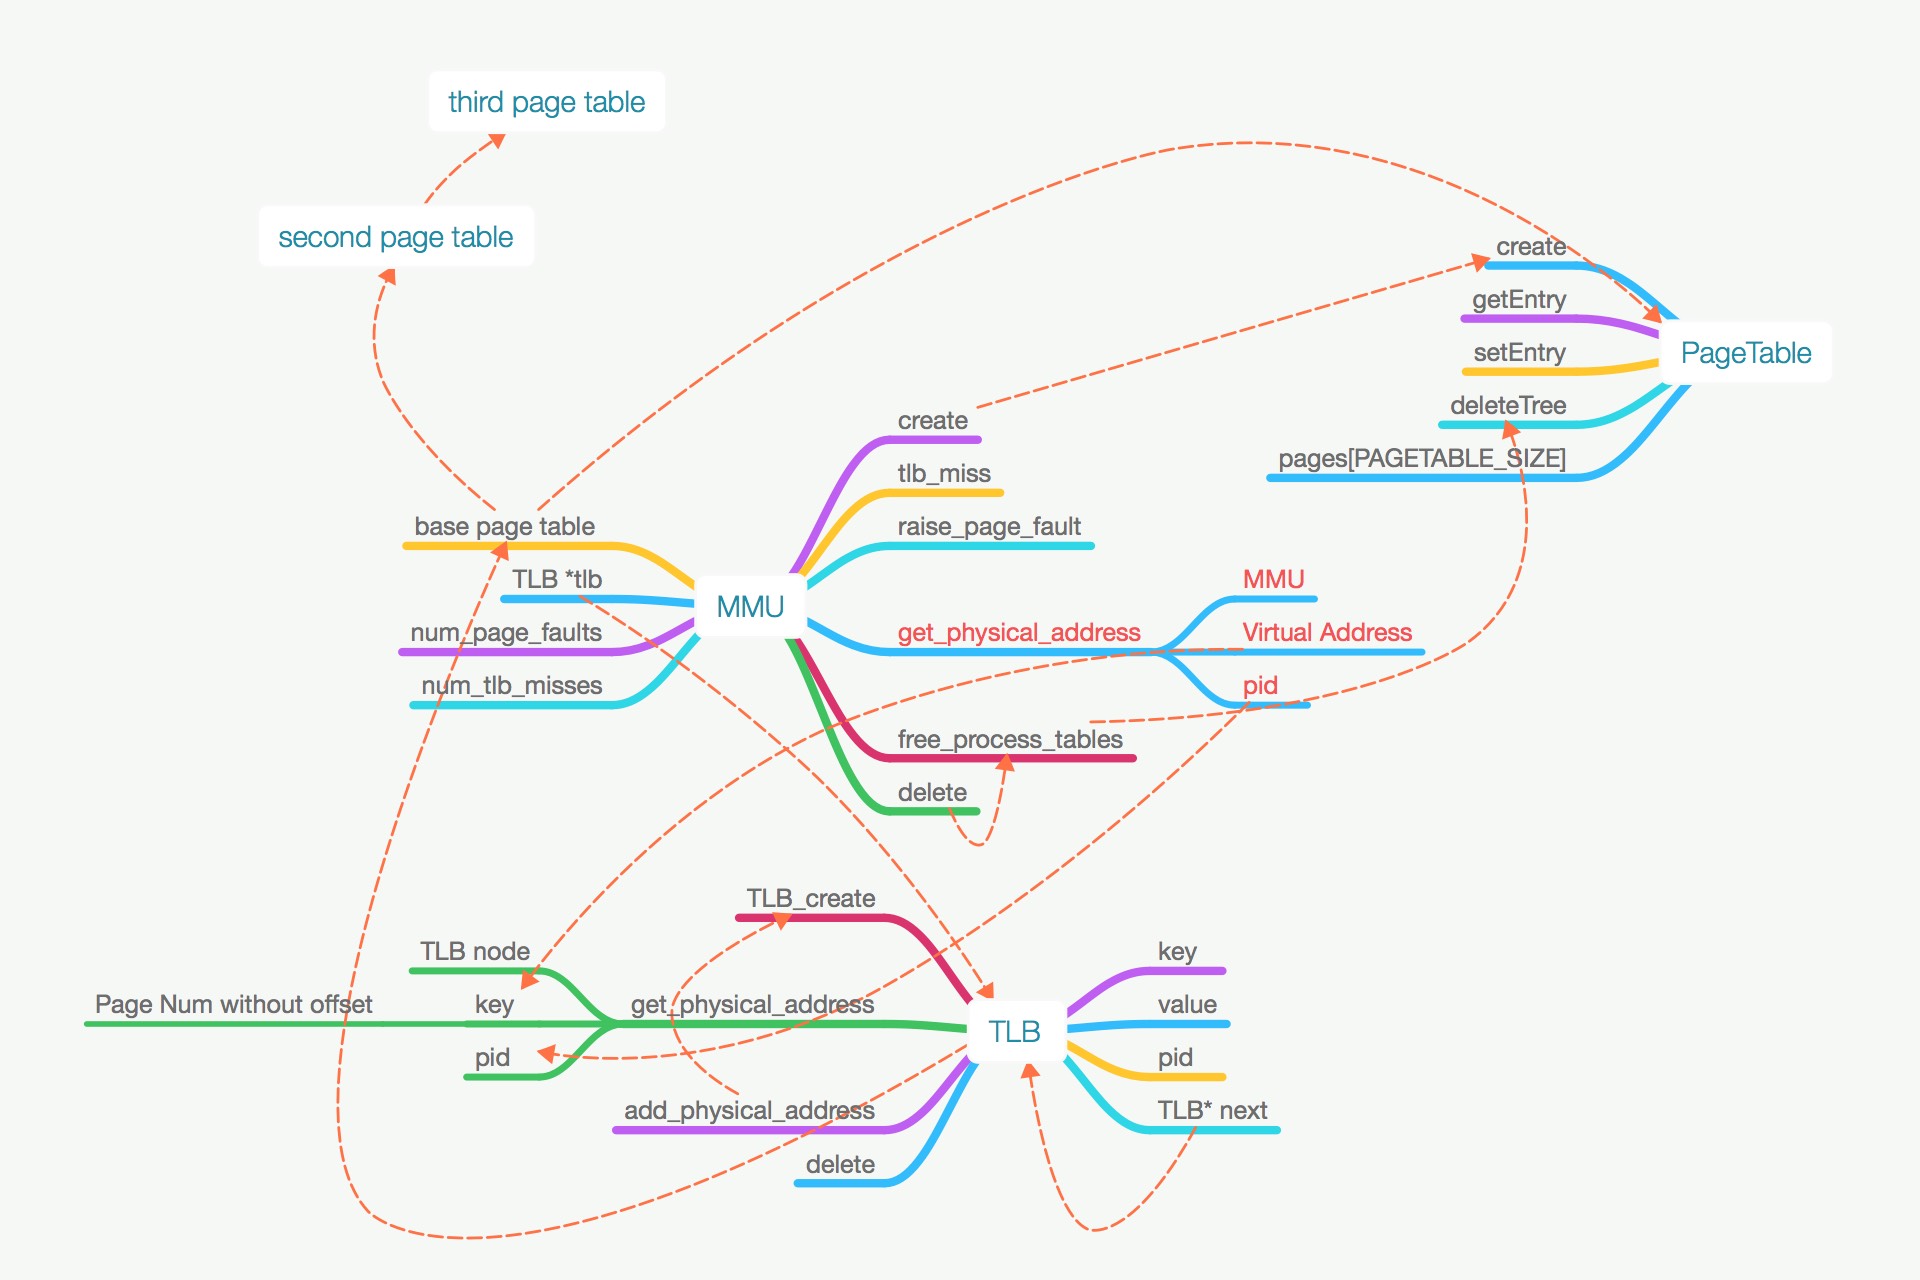 third page table
second page table
create
getEntry
setEntry
PageTable
deleteTree
pages[PAGETABLE_SIZE]
create
tlb_miss
raise_page_fault
base page table
TLB *tlb
num_page_faults
num_tlb_misses
MMU
get_physical_address
MMU
Virtual Address
pid
free_process_tables
delete
TLB_create
TLB node
key
Page Num without offset
pid
get_physical_address
add_physical_address
delete
TLB
key
value
pid
TLB* next